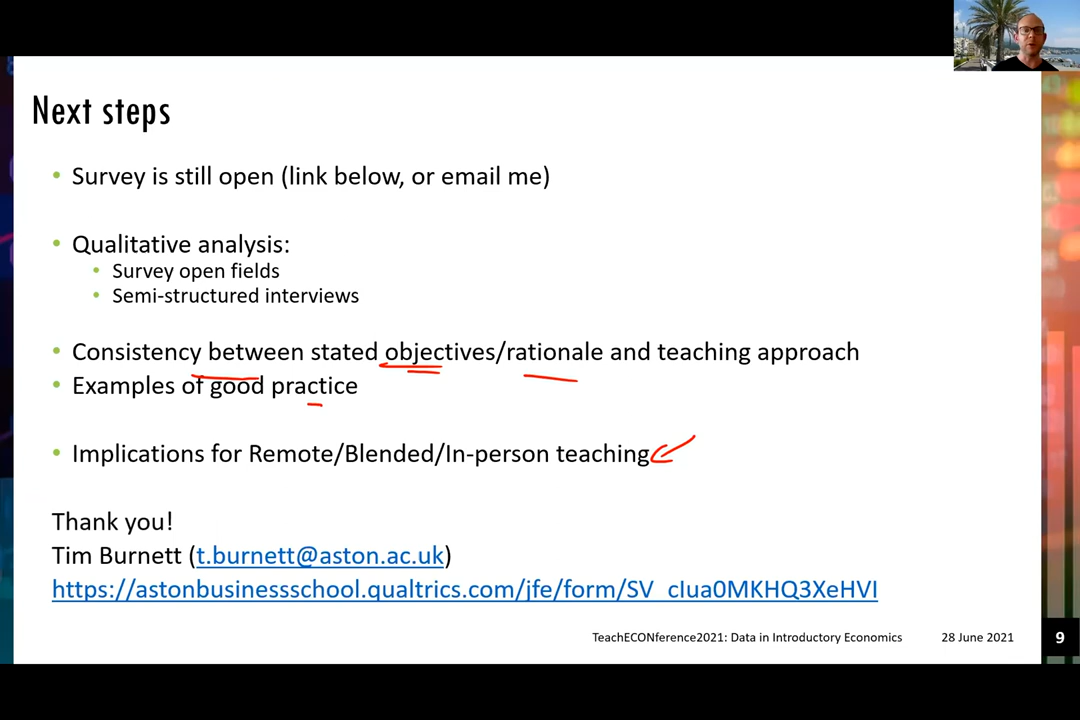 Next steps
• Survey is still open (link below, or email me)
• Qualitative analysis:
• Survey open fields
• Semi-structured interviews
• Consistency between stated objectives/rationale and teaching approach
• Examples of good practice
• Implications for Remote/Blended/In-person teaching
Thank you!
Tim Burnett (t.burnett@aston.ac.uk)
https://astonbusinessschool.qualtrics.com/jfe/form/SV_cIua0MKHQ3XeHVI
TeachECONference2021: Data in Introductory Economics 28 June 2021 9